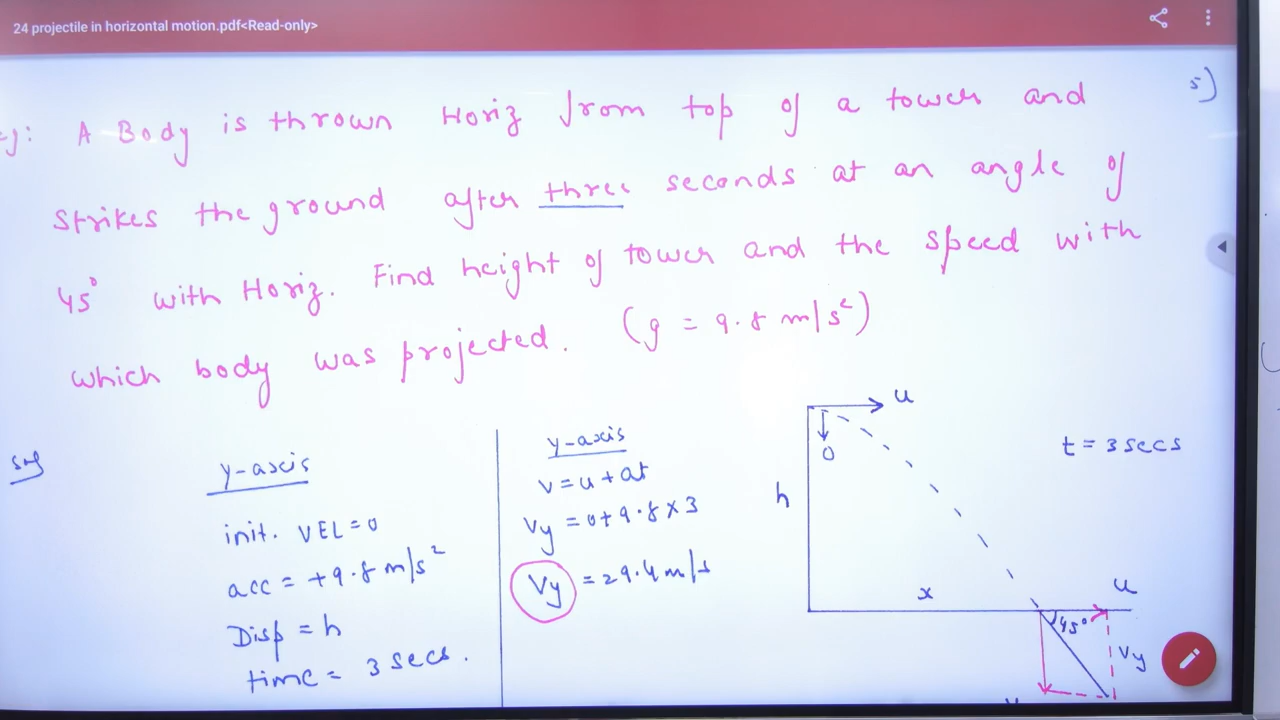 24 projectile in horizontal motion.pdf<Read-only>
5)
A Body is thrown Horiz from top of a tower and
strikes the ground after three seconds at an angle of
45° with Horiz. Find height of tower and the speed with
which body was projected. (g = 9.8 m/s²)
Sol
y-axis
init. VEL = 0
acc = +9.8 m/s²
Disp = h
time = 3 secs.
y-axis
v = u + at
Vy = 0 + 9.8 × 3
Vy = 29.4 m/s
u
0
t = 3 secs
h
x
u
45°
Vy